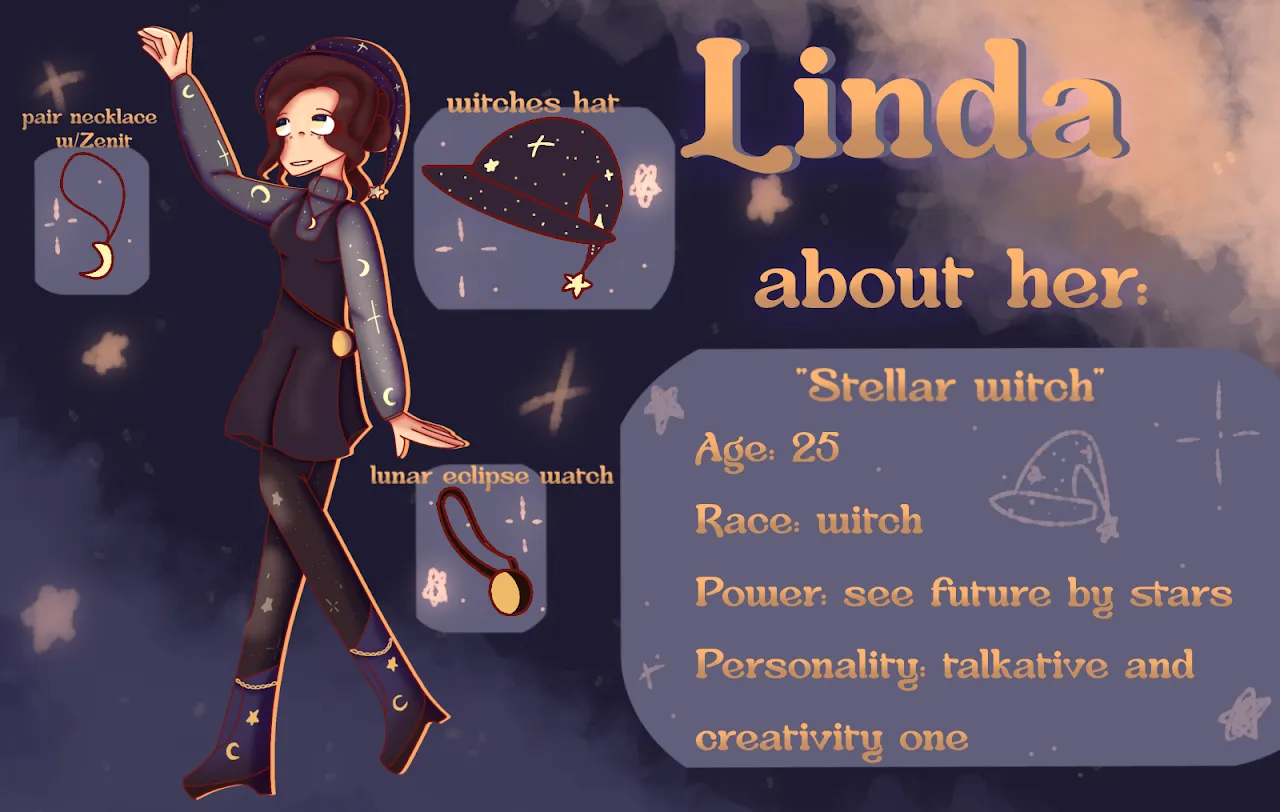 Linda
pair necklace
w/Zenit
witches hat
about her:
"Stellar witch"
Age: 25
Race: witch
Power: see future by stars
Personality: talkative and
creativity one
lunar eclipse watch